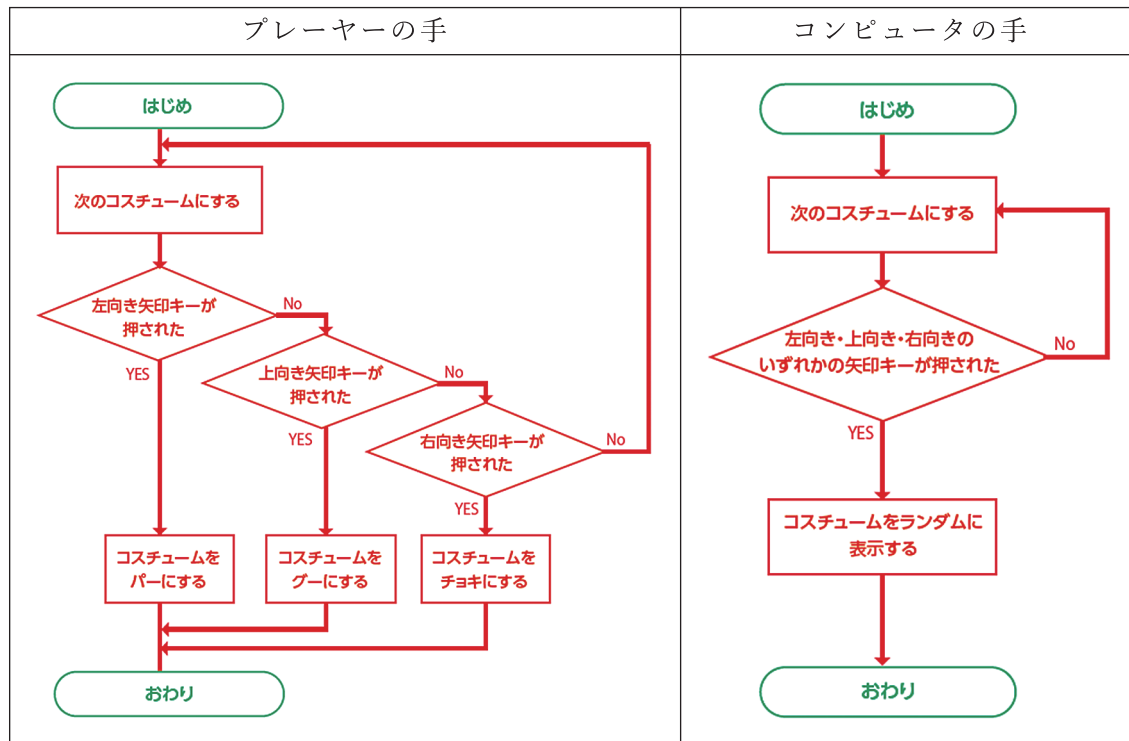 プレーヤーの手
はじめ
次のコスチュームにする
左向き矢印キーが
押された
No
YES
上向き矢印キーが
押された
No
YES
右向き矢印キーが
押された
No
YES
コスチュームを
パーにする
コスチュームを
グーにする
コスチュームを
チョキにする
おわり
コンピュータの手
はじめ
次のコスチュームにする
左向き・上向き・右向きの
いずれかの矢印キーが押された
No
YES
コスチュームをランダムに
表示する
おわり